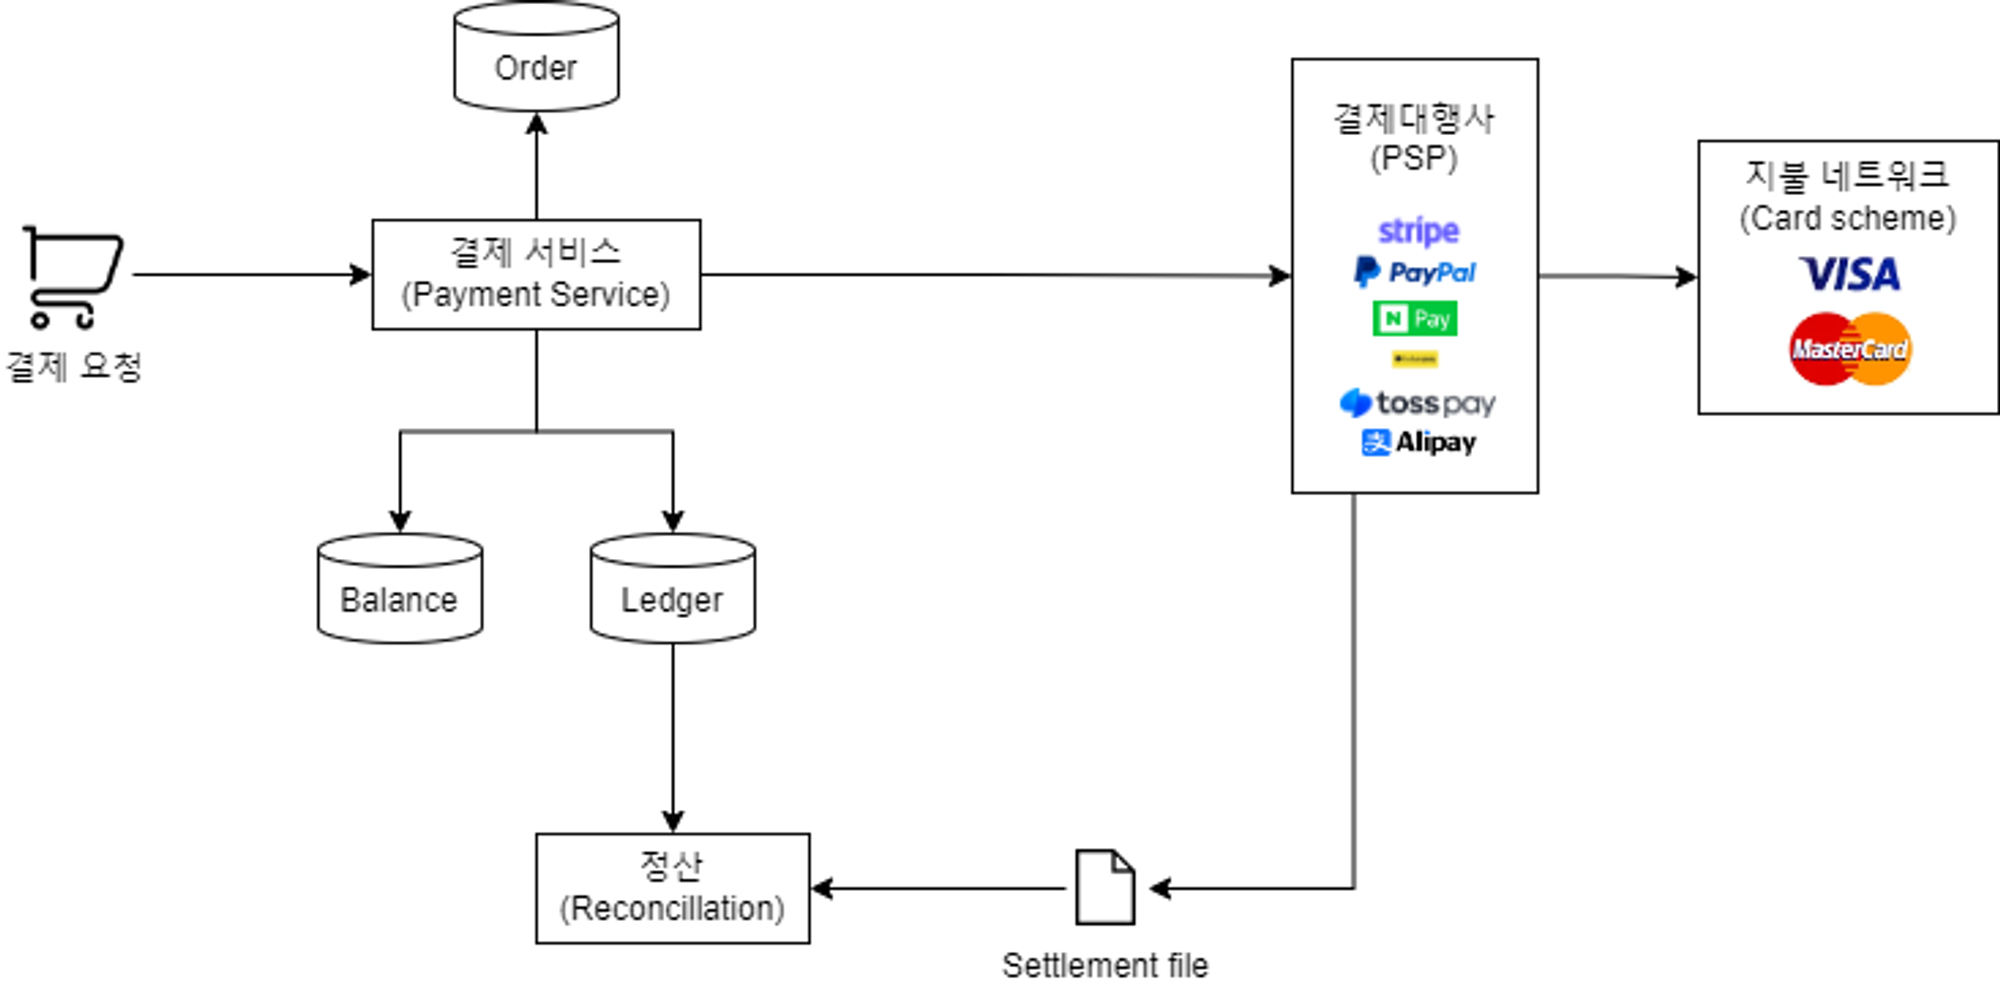 Order
결제 요청
결제 서비스
(Payment Service)
결제대행사
(PSP)
stripe
PayPal
N Pay
tosspay
支 Alipay
지불 네트워크
(Card scheme)
VISA
MasterCard
Balance
Ledger
정산
(Reconcillation)
Settlement file